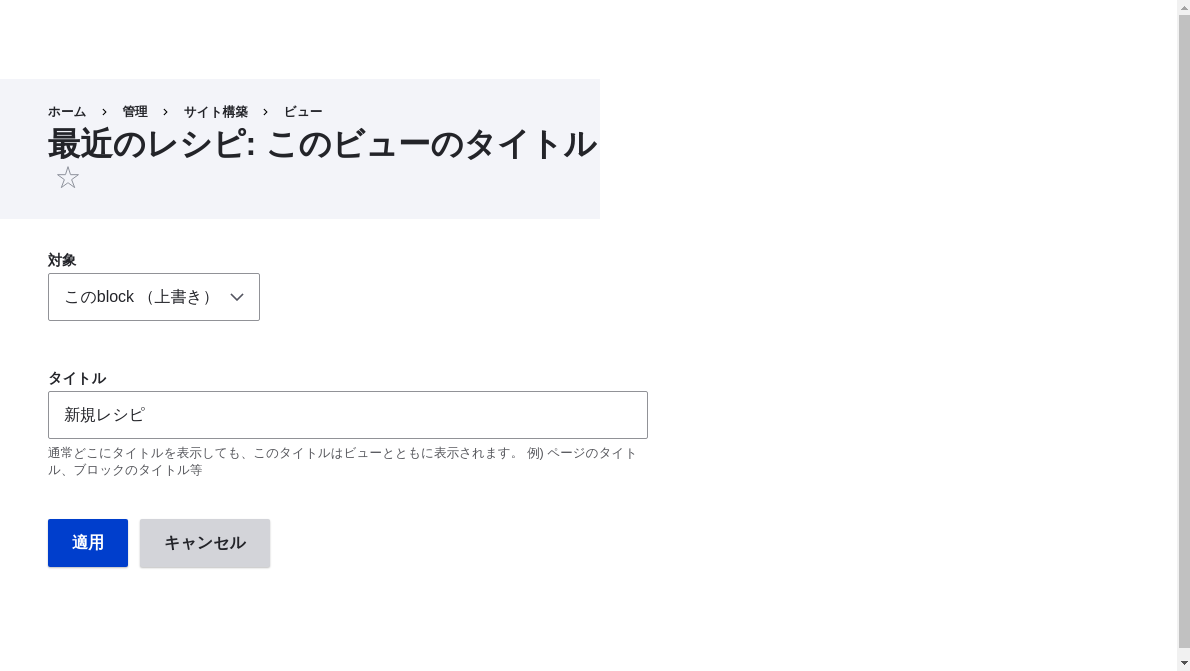 ホーム › 管理 › サイト構築 › ビュー
最近のレシピ: このビューのタイトル
対象
このblock （上書き）
タイトル
新規レシピ
通常どこにタイトルを表示しても、このタイトルはビューとともに表示されます。 例) ページのタイト
ル、ブロックのタイトル等
適用 キャンセル